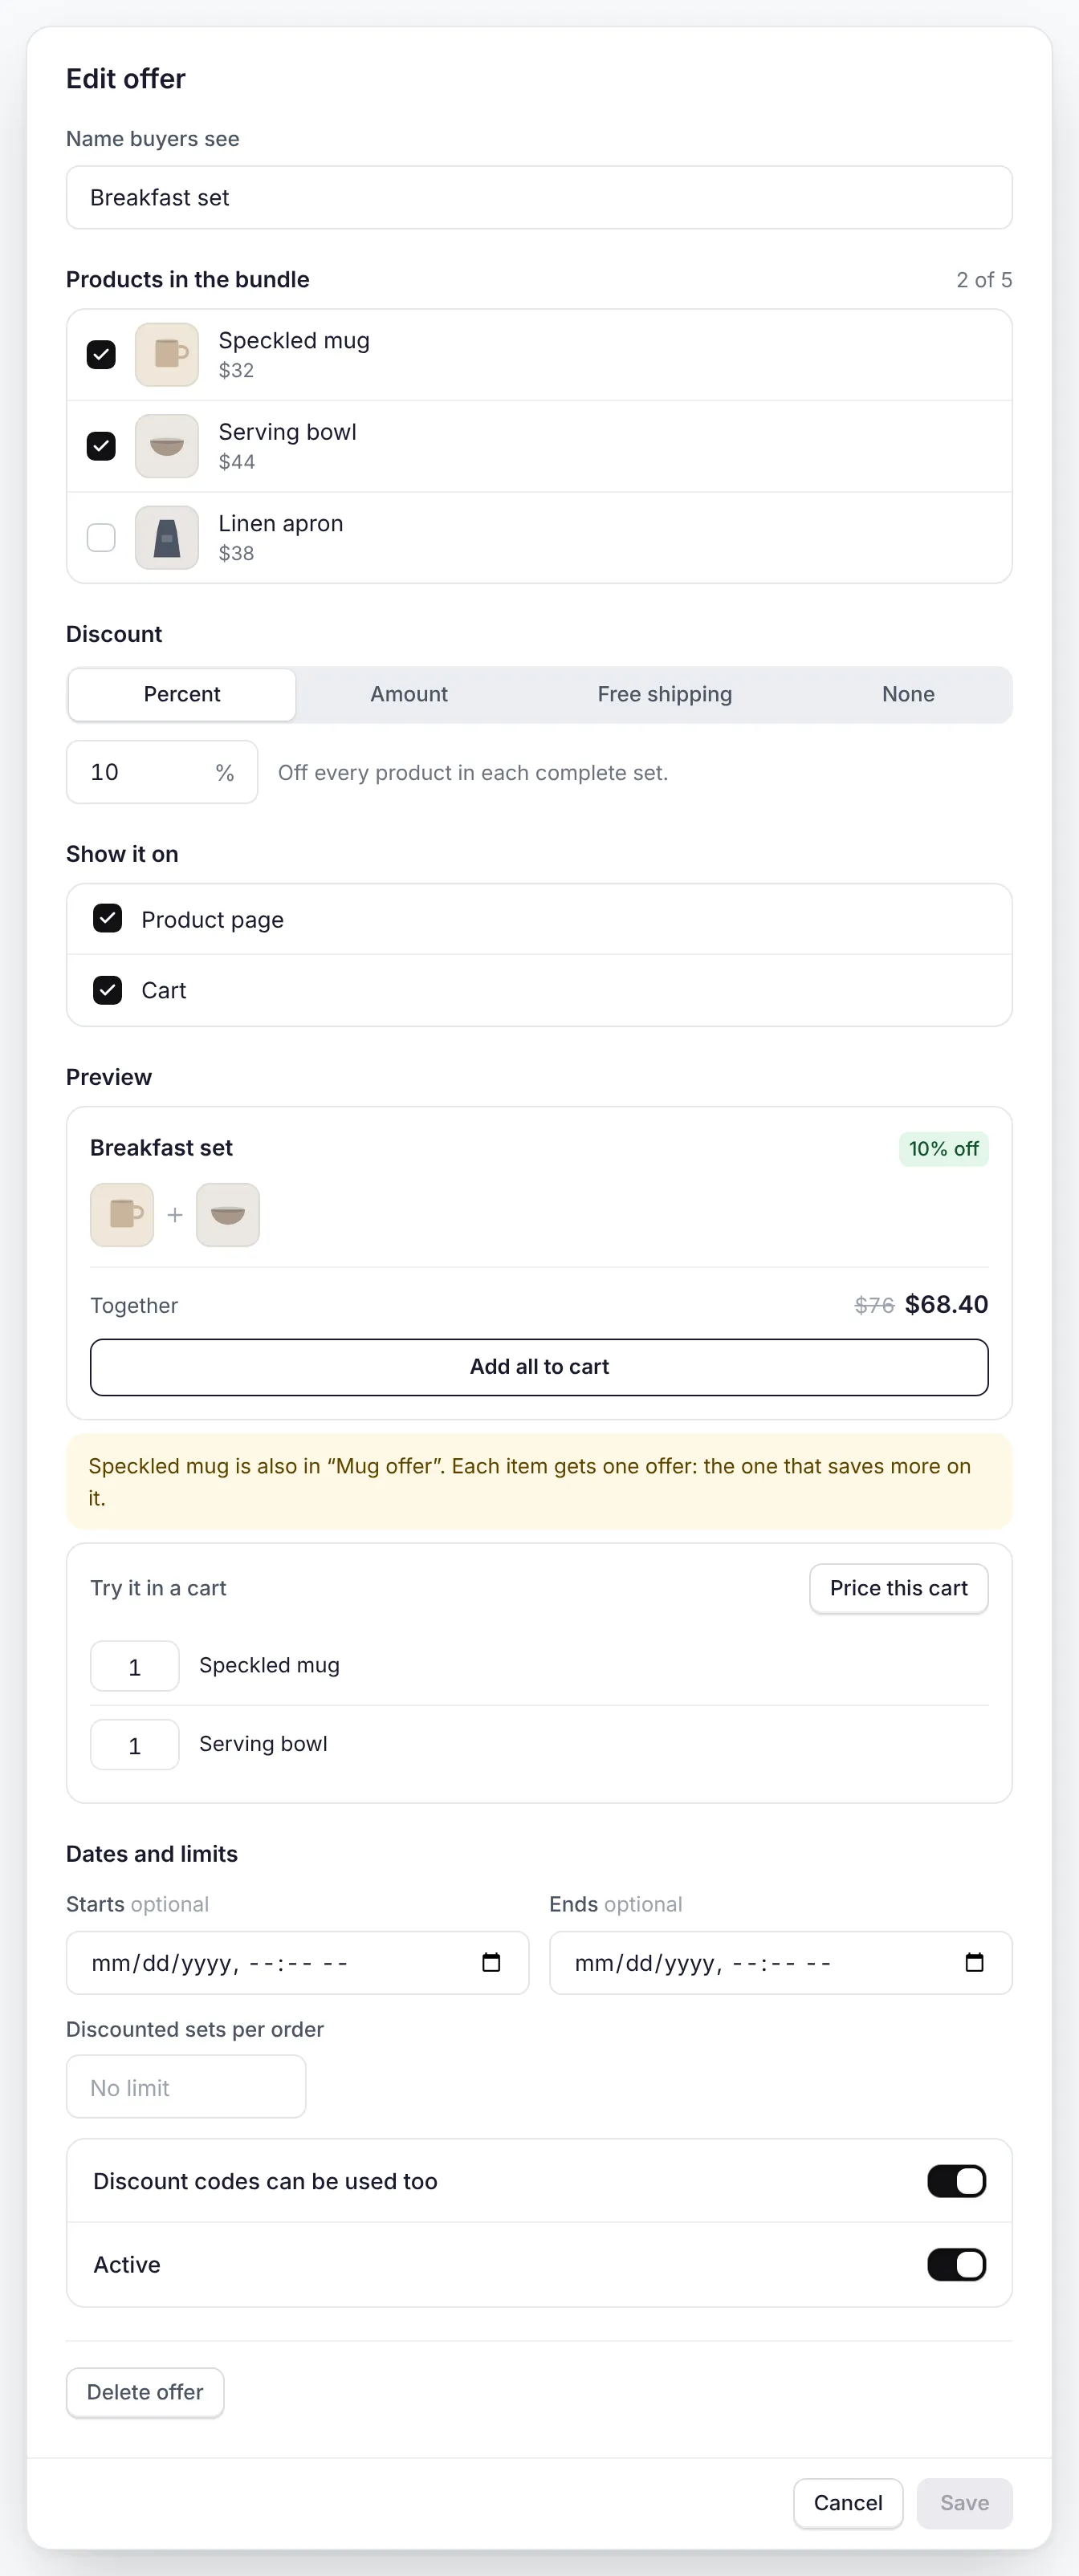 Edit offer
Name buyers see
Breakfast set
Products in the bundle
2 of 5
Speckled mug
$32
Serving bowl
$44
Linen apron
$38
Discount
Percent
Amount
Free shipping
None
10 %
Off every product in each complete set.
Show it on
Product page
Cart
Preview
Breakfast set
10% off
+
Together
$76 $68.40
Add all to cart
Speckled mug is also in “Mug offer”. Each item gets one offer: the one that saves more on
it.
Try it in a cart
Price this cart
1 Speckled mug
1 Serving bowl
Dates and limits
Starts optional
Ends optional
mm/dd/yyyy, --:-- --
mm/dd/yyyy, --:-- --
Discounted sets per order
No limit
Discount codes can be used too
Active
Delete offer
Cancel
Save